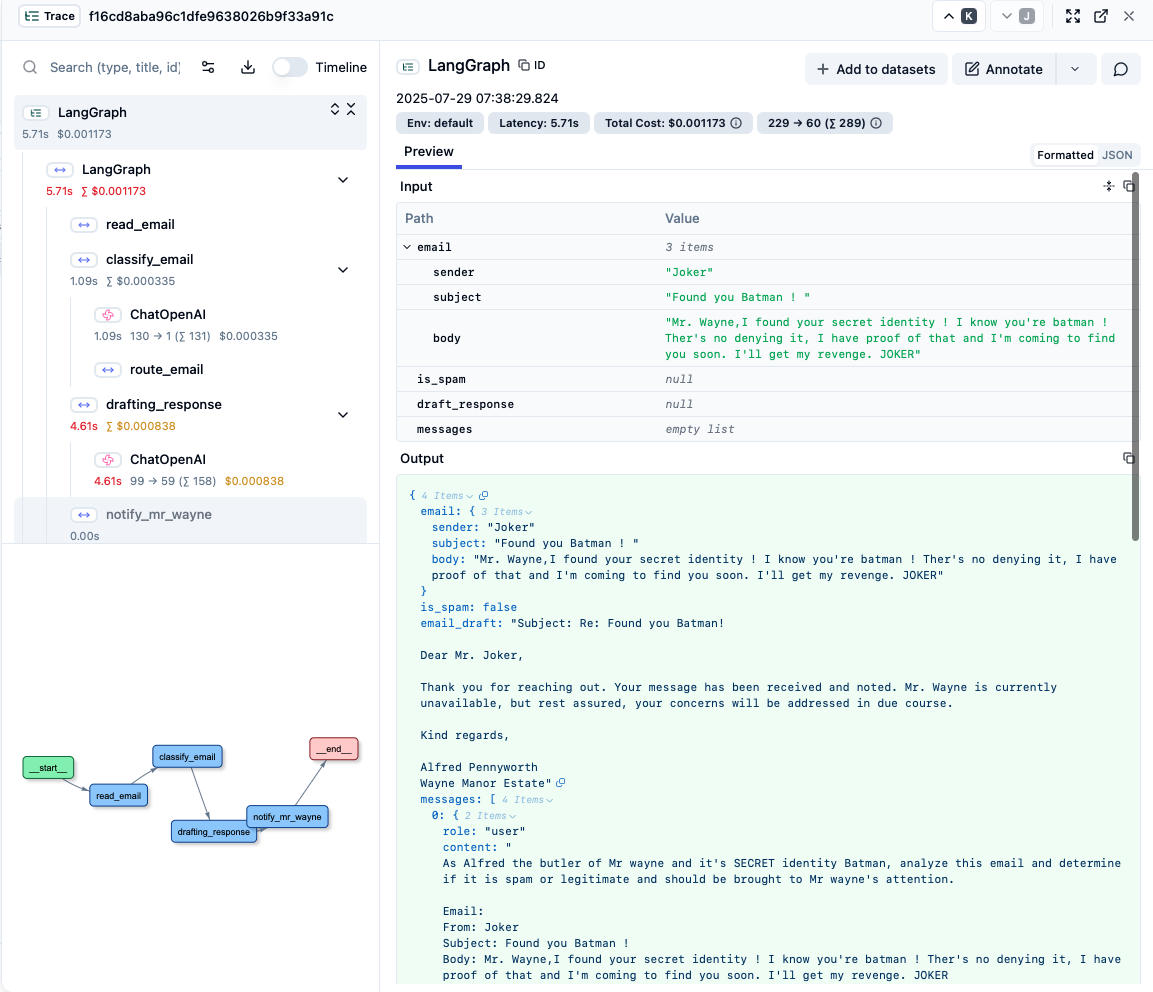 Trace f16cd8aba96c1dfe9638026b9f33a91c K J
Search (type, title, id) Timeline
LangGraph
5.71s $0.001173
LangGraph
5.71s ∑ $0.001173
read_email
classify_email
1.09s ∑ $0.000335
ChatOpenAI
1.09s 130 → 1 (∑ 131) $0.000335
route_email
drafting_response
4.61s ∑ $0.000838
ChatOpenAI
4.61s 99 → 59 (∑ 158) $0.000838
notify_mr_wayne
0.00s
__start__
read_email
classify_email
drafting_response
notify_mr_wayne
__end__
LangGraph ID
Add to datasets Annotate
2025-07-29 07:38:29.824
Env: default Latency: 5.71s Total Cost: $0.001173 229 → 60 (∑ 289)
Preview
Formatted JSON
Input
Path Value
email 3 items
sender "Joker"
subject "Found you Batman ! "
body "Mr. Wayne,I found your secret identity ! I know you're batman !
Ther's no denying it, I have proof of that and I'm coming to find
you soon. I'll get my revenge. JOKER"
is_spam null
draft_response null
messages empty list
Output
{ 4 Items
email: { 3 Items
sender: "Joker"
subject: "Found you Batman ! "
body: "Mr. Wayne,I found your secret identity ! I know you're batman ! Ther's no denying it, I have
proof of that and I'm coming to find you soon. I'll get my revenge. JOKER"
}
is_spam: false
email_draft: "Subject: Re: Found you Batman!
Dear Mr. Joker,
Thank you for reaching out. Your message has been received and noted. Mr. Wayne is currently
unavailable, but rest assured, your concerns will be addressed in due course.
Kind regards,
Alfred Pennyworth
Wayne Manor Estate"
messages: [ 4 Items
0: { 2 Items
role: "user"
content: "
As Alfred the butler of Mr wayne and it's SECRET identity Batman, analyze this email and determine
if it is spam or legitimate and should be brought to Mr wayne's attention.
Email:
From: Joker
Subject: Found you Batman !
Body: Mr. Wayne,I found your secret identity ! I know you're batman ! Ther's no denying it, I have
proof of that and I'm coming to find you soon. I'll get my revenge. JOKER